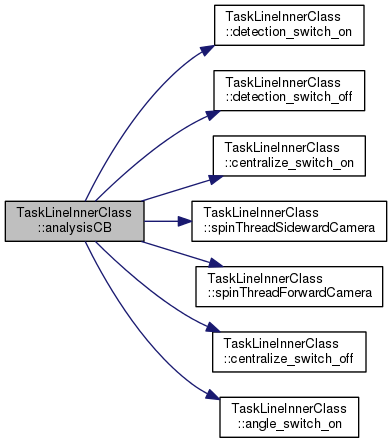 TaskLineInnerClass
::detection_switch_on
TaskLineInnerClass
::detection_switch_off
TaskLineInnerClass
::centralize_switch_on
TaskLineInnerClass
::analysisCB
TaskLineInnerClass
::spinThreadSidewardCamera
TaskLineInnerClass
::spinThreadForwardCamera
TaskLineInnerClass
::centralize_switch_off
TaskLineInnerClass
::angle_switch_on